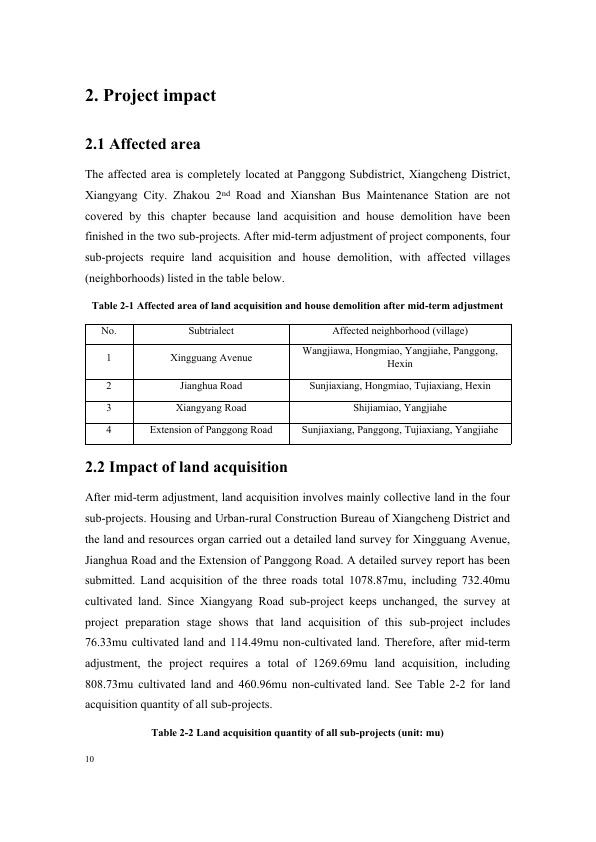 2. Project impact
2.1 Affected area
The affected area is completely located at Panggong Subdistrict, Xiangcheng District,
Xiangyang City. Zhakou 2nd Road and Xianshan Bus Maintenance Station are not
covered by this chapter because land acquisition and house demolition have been
finished in the two sub-projects. After mid-term adjustment of project components, four
sub-projects require land acquisition and house demolition, with affected villages
(neighborhoods) listed in the table below.
Table 2-1 Affected area of land acquisition and house demolition after mid-term adjustment
No. Subtrialect Affected neighborhood (village)
1 Xingguang Avenue Wangjiawa, Hongmiao, Yangjiahe, Panggong,
Hexin
2 Jianghua Road Sunjiaxiang, Hongmiao, Tujiaxiang, Hexin
3 Xiangyang Road Shijiamiao, Yangjiahe
4 Extension of Panggong Road Sunjiaxiang, Panggong, Tujiaxiang, Yangjiahe
2.2 Impact of land acquisition
After mid-term adjustment, land acquisition involves mainly collective land in the four
sub-projects. Housing and Urban-rural Construction Bureau of Xiangcheng District and
the land and resources organ carried out a detailed land survey for Xingguang Avenue,
Jianghua Road and the Extension of Panggong Road. A detailed survey report has been
submitted. Land acquisition of the three roads total 1078.87mu, including 732.40mu
cultivated land. Since Xiangyang Road sub-project keeps unchanged, the survey at
project preparation stage shows that land acquisition of this sub-project includes
76.33mu cultivated land and 114.49mu non-cultivated land. Therefore, after mid-term
adjustment, the project requires a total of 1269.69mu land acquisition, including
808.73mu cultivated land and 460.96mu non-cultivated land. See Table 2-2 for land
acquisition quantity of all sub-projects.
Table 2-2 Land acquisition quantity of all sub-projects (unit: mu)
10